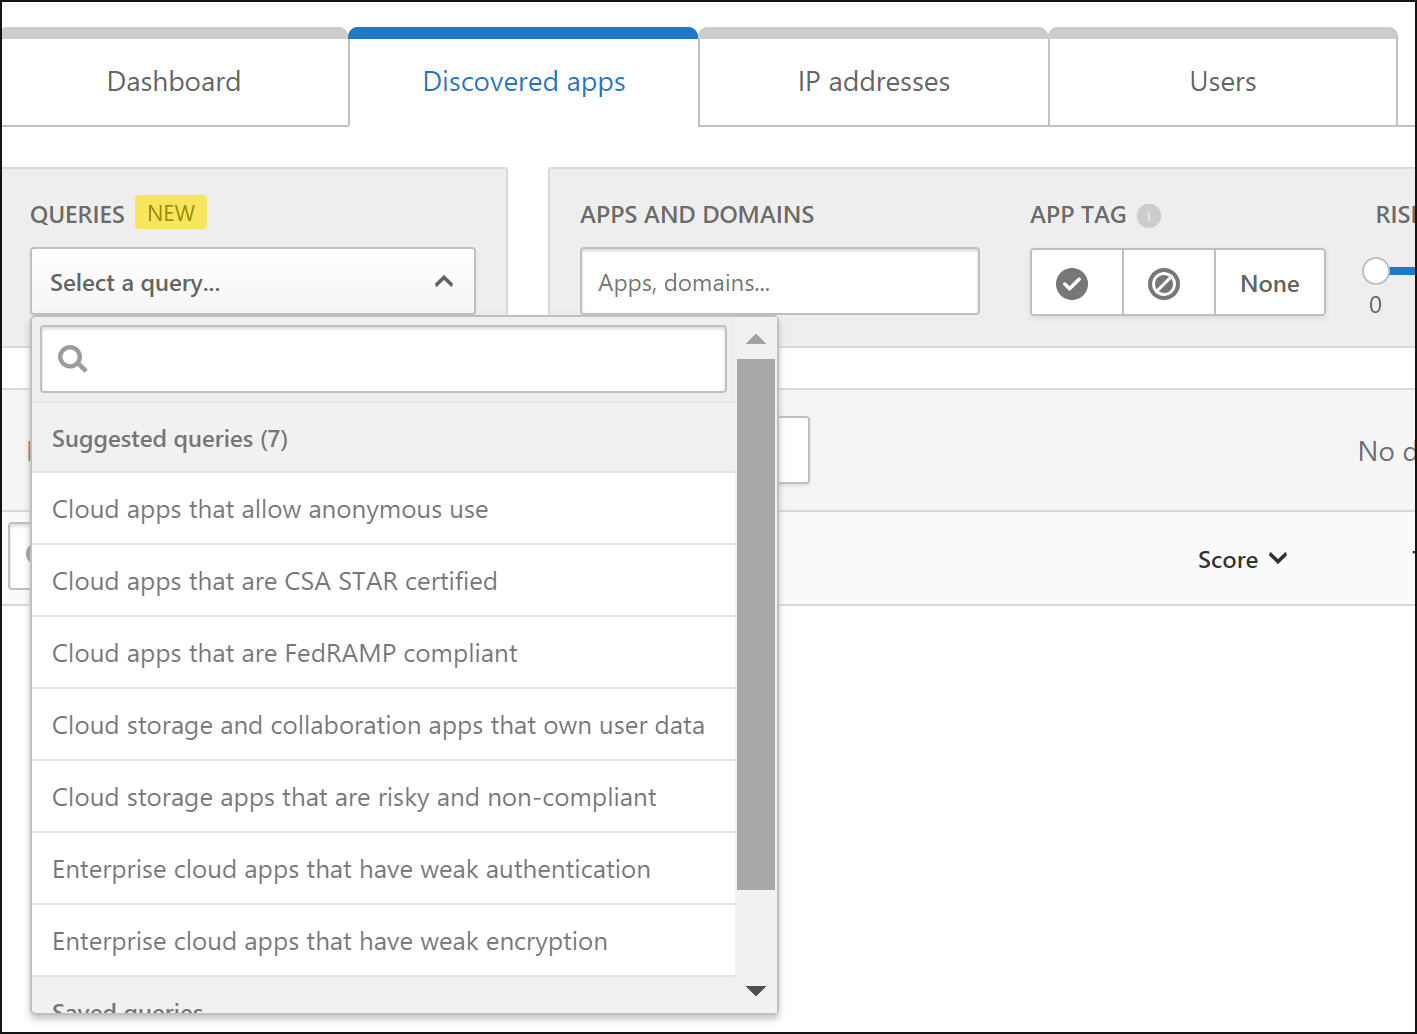 Dashboard
Discovered apps
IP addresses
Users
QUERIES NEW
Select a query...
APPS AND DOMAINS
Apps, domains...
APP TAG
None
0
Suggested queries (7)
Cloud apps that allow anonymous use
Cloud apps that are CSA STAR certified
Cloud apps that are FedRAMP compliant
Cloud storage and collaboration apps that own user data
Cloud storage apps that are risky and non-compliant
Enterprise cloud apps that have weak authentication
Enterprise cloud apps that have weak encryption
Saved queries
No
Score